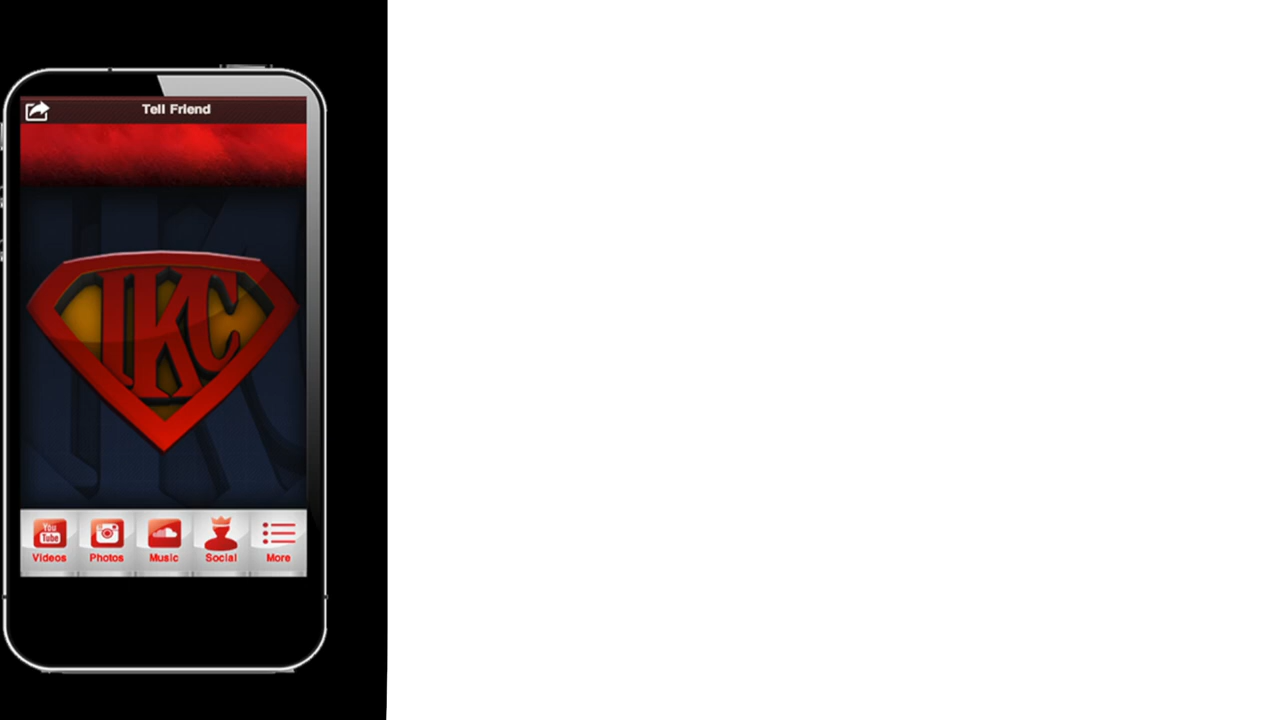 Tell Friend
IKC
You
Tube
Videos
Photos
Music
Social
More